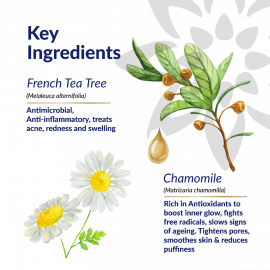 Key
Ingredients
French Tea Tree
(Melaleuca alternifolia)
Antimicrobial,
Anti-inflammatory, treats
acne, redness and swelling
Chamomile
(Matricaria chamomilla)
Rich in Antioxidants to
boost inner glow, fights
free radicals, slows signs
of ageing. Tightens pores,
smoothes skin & reduces
puffiness